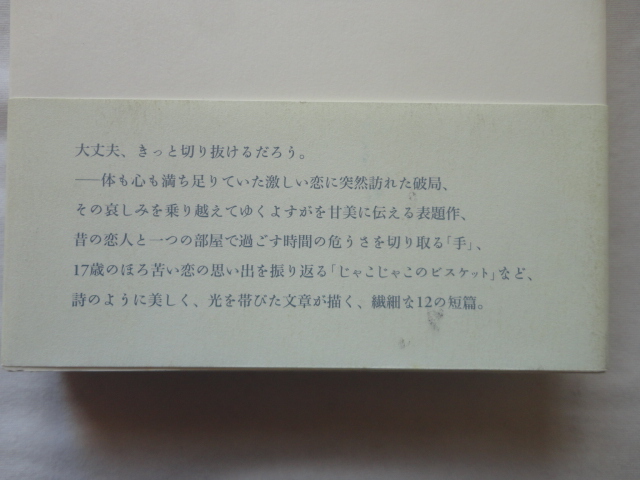 大丈夫、きっと切り抜けるだろう。
──体も心も満ち足りていた激しい恋に突然訪れた破局、
その哀しみを乗り越えてゆくよすがを甘美に伝える表題作、
昔の恋人と一つの部屋で過ごす時間の危うさを切り取る「手」、
17歳のほろ苦い恋の思い出を振り返る「じゃこじゃこのビスケット」など、
詩のように美しく、光を帯びた文章が描く、繊細な12の短篇。